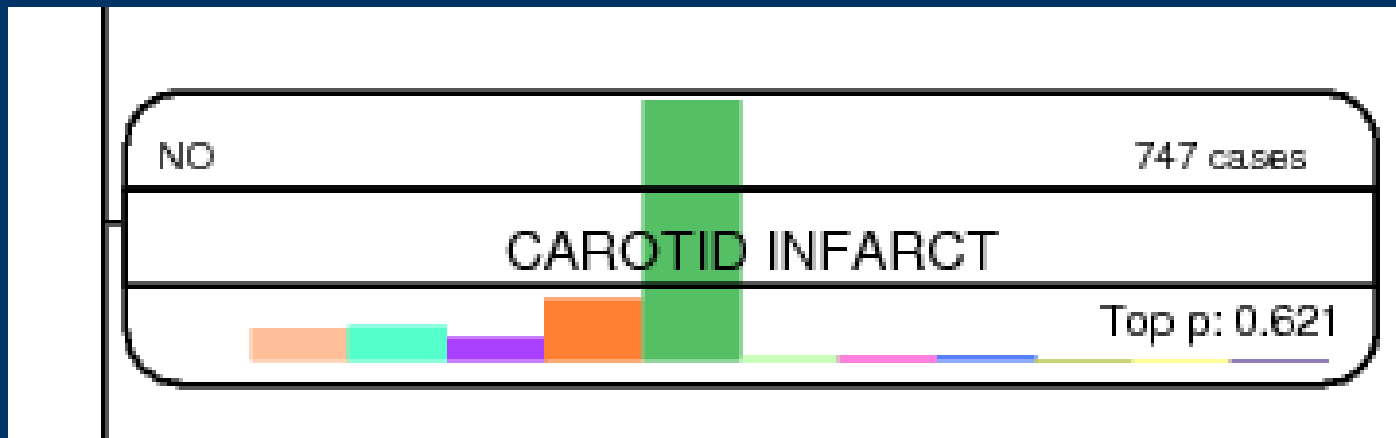 NO 747 cases
CAROTID INFARCT
Top p: 0.621